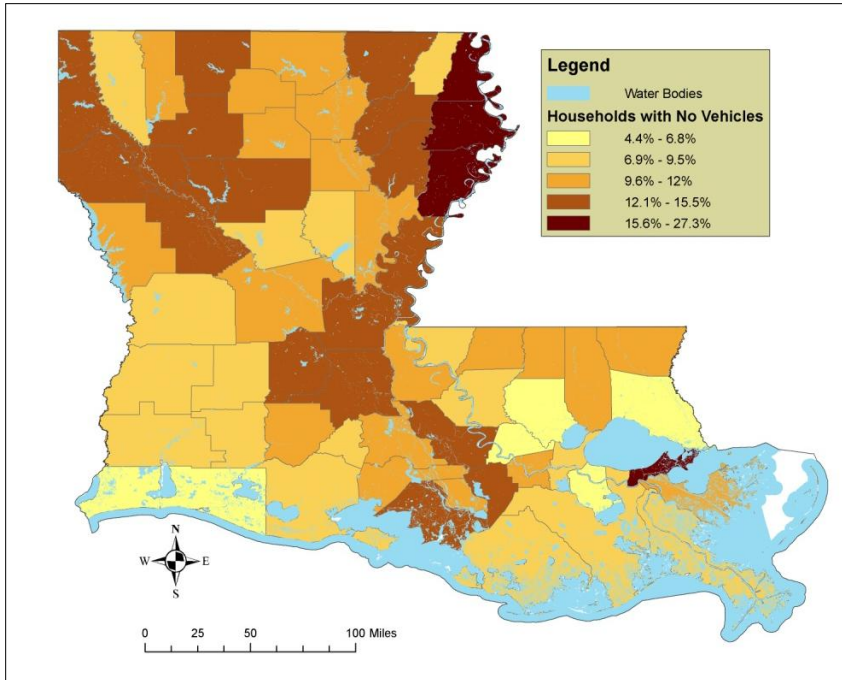 Legend
Water Bodies
Households with No Vehicles
4.4% - 6.8%
6.9% - 9.5%
9.6% - 12%
12.1% - 15.5%
15.6% - 27.3%
N
W E
S
0 25 50 100 Miles